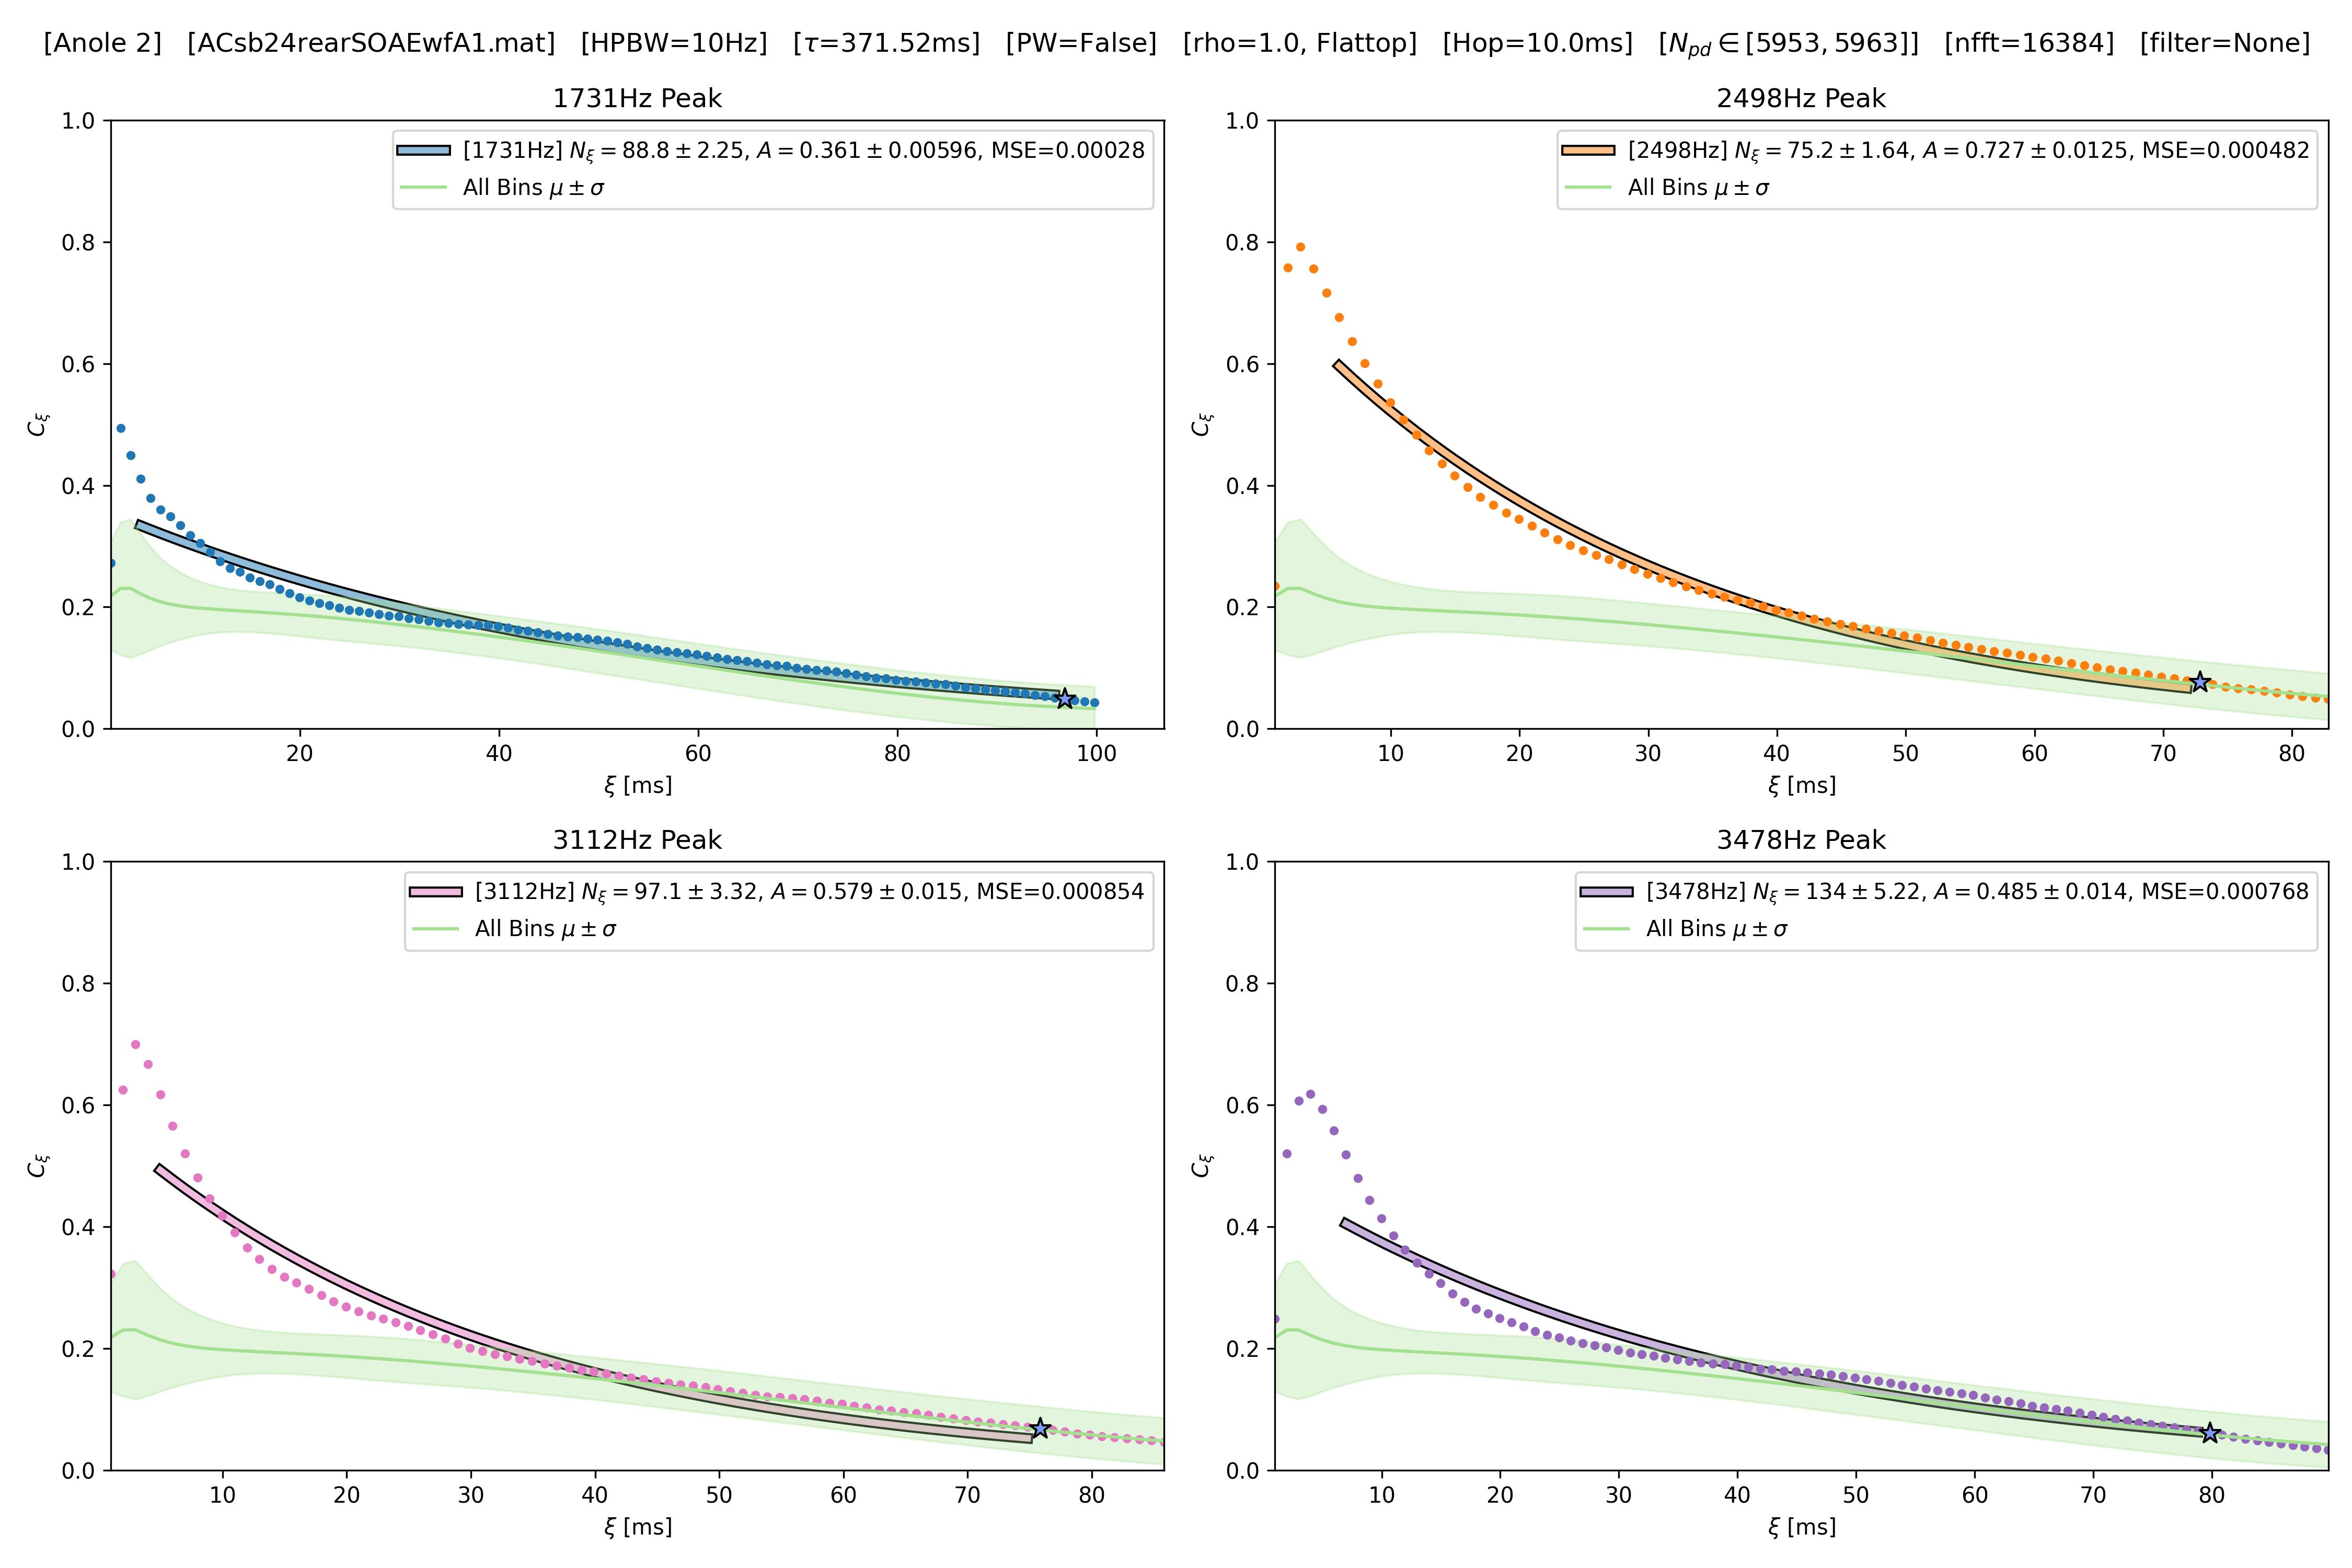 [Anole 2]   [ACsb24rearSOAEwfA1.mat]   [HPBW=10Hz]   [τ=371.52ms]   [PW=False]   [rho=1.0, Flattop]   [Hop=10.0ms]   [N_pd ∈ [5953, 5963]]   [nfft=16384]   [filter=None]
1731Hz Peak
[1731Hz] N_ξ = 88.8 ± 2.25, A = 0.361 ± 0.00596, MSE=0.00028
All Bins μ ± σ
C_ξ
1.0
0.8
0.6
0.4
0.2
0.0
20 40 60 80 100
ξ [ms]
2498Hz Peak
[2498Hz] N_ξ = 75.2 ± 1.64, A = 0.727 ± 0.0125, MSE=0.000482
All Bins μ ± σ
C_ξ
1.0
0.8
0.6
0.4
0.2
0.0
10 20 30 40 50 60 70 80
ξ [ms]
3112Hz Peak
[3112Hz] N_ξ = 97.1 ± 3.32, A = 0.579 ± 0.015, MSE=0.000854
All Bins μ ± σ
C_ξ
1.0
0.8
0.6
0.4
0.2
0.0
10 20 30 40 50 60 70 80
ξ [ms]
3478Hz Peak
[3478Hz] N_ξ = 134 ± 5.22, A = 0.485 ± 0.014, MSE=0.000768
All Bins μ ± σ
C_ξ
1.0
0.8
0.6
0.4
0.2
0.0
10 20 30 40 50 60 70 80
ξ [ms]